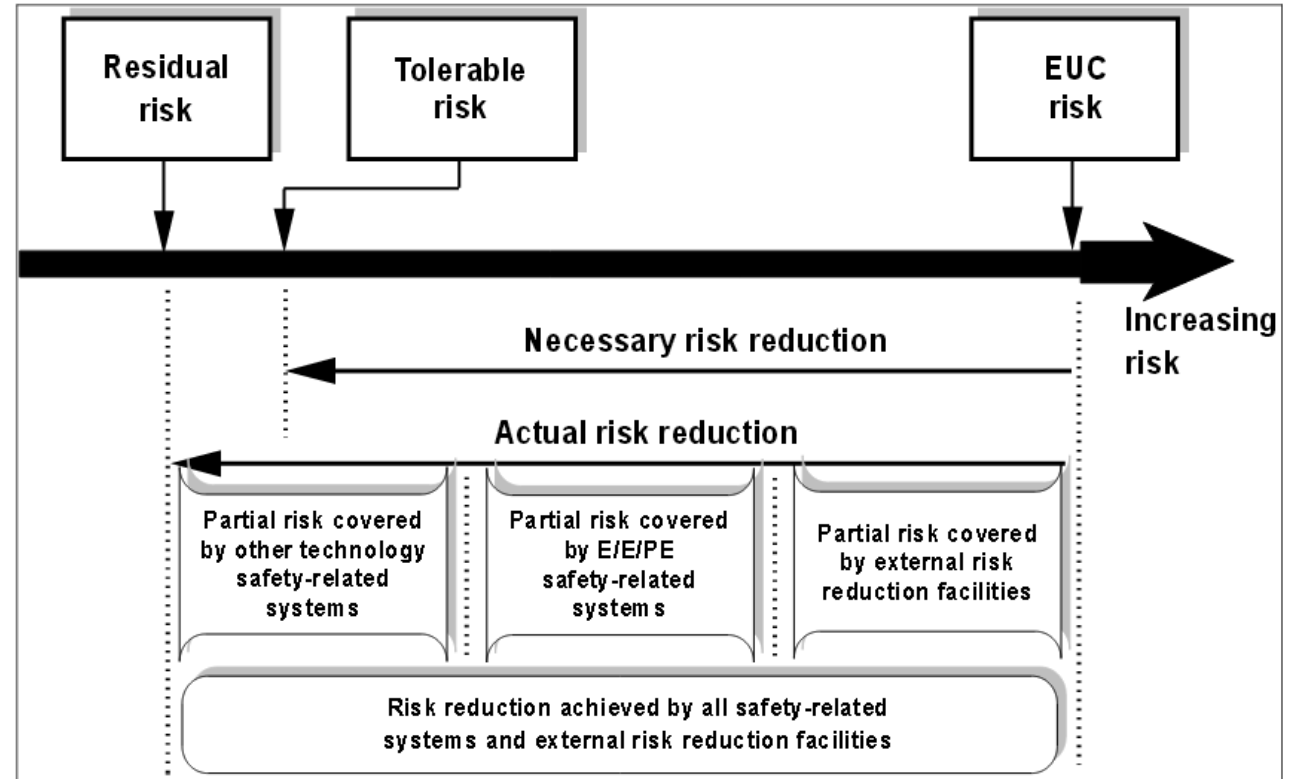 Residual
risk
Tolerable
risk
EUC
risk
Increasing
risk
Necessary risk reduction
Actual risk reduction
Partial risk covered
by other technology
safety-related
systems
Partial risk covered
by E/E/PE
safety-related
systems
Partial risk covered
by external risk
reduction facilities
Risk reduction achieved by all safety-related
systems and external risk reduction facilities